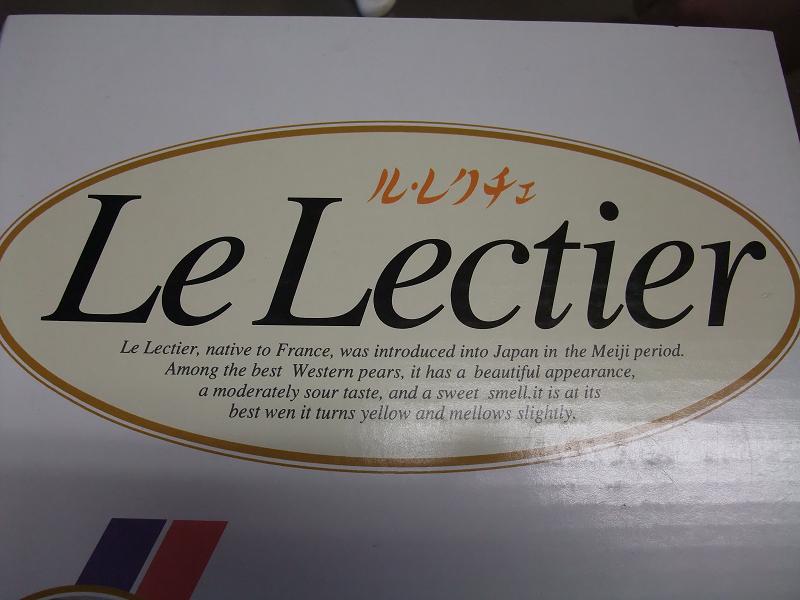 ル・レクチェ
Le Lectier
Le Lectier, native to France, was introduced into Japan in the Meiji period.
Among the best Western pears, it has a beautiful appearance,
a moderately sour taste, and a sweet smell.it is at its
best wen it turns yellow and mellows slightly.